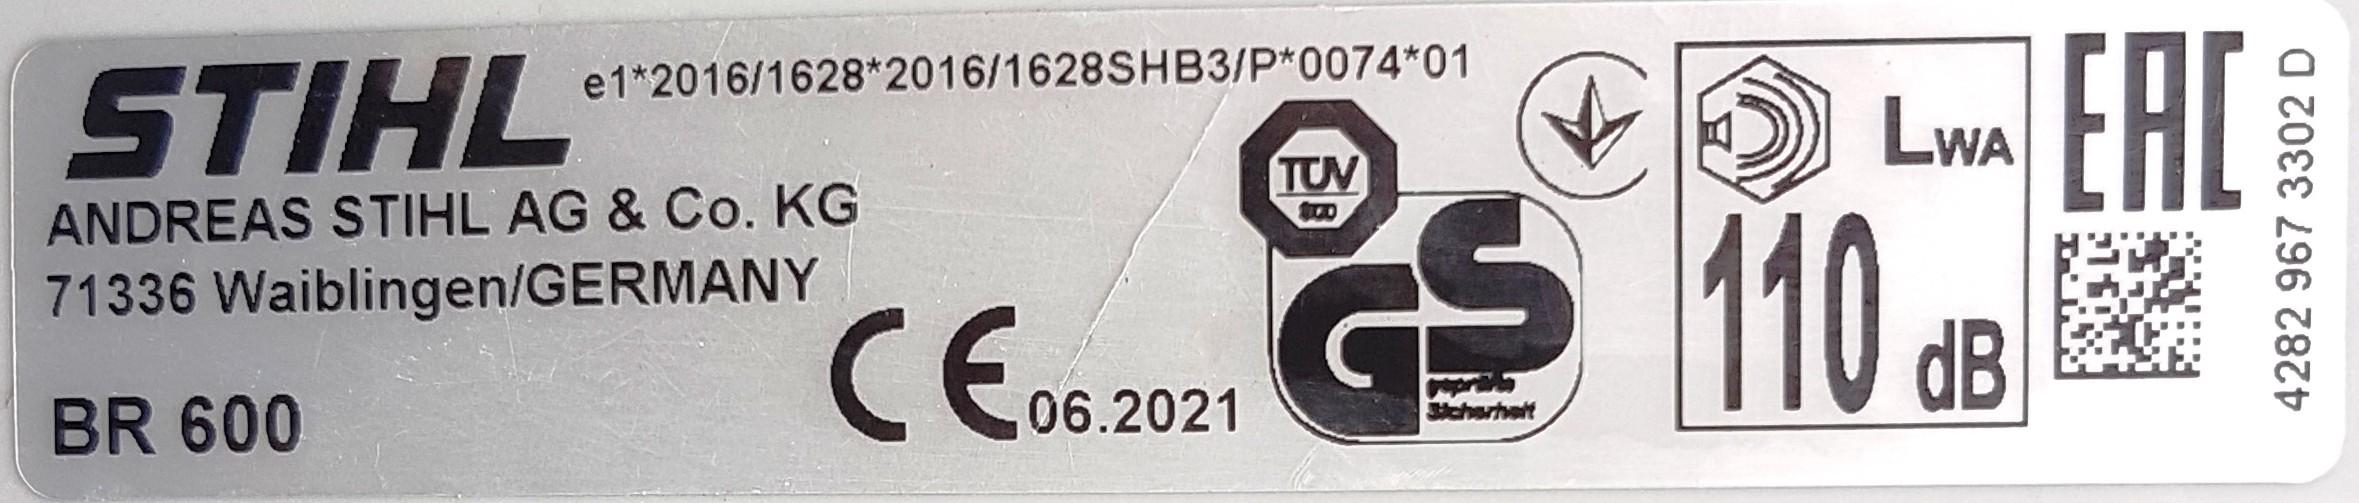 STIHL
e1*2016/1628*2016/1628SHB3/P*0074*01
ANDREAS STIHL AG & Co. KG
71336 Waiblingen/GERMANY
BR 600
CE 06.2021
TÜV
SÜD
GS
geprüfte
Sicherheit
LWA
110 dB
EAC
4282 967 3302 D